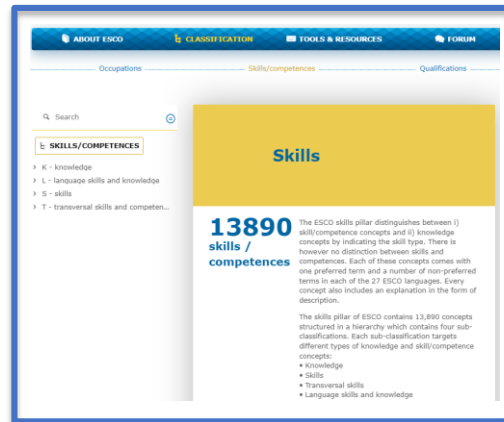 ABOUT ESCO
CLASSIFICATION
TOOLS & RESOURCES
FORUM
Occupations
Skills/competences
Qualifications
Search
SKILLS/COMPETENCES
K - knowledge
L - language skills and knowledge
S - skills
T - transversal skills and competen...
Skills
13890
skills /
competences
The ESCO skills pillar distinguishes between i)
skill/competence concepts and ii) knowledge
concepts by indicating the skill type. There is
however no distinction between skills and
competences. Each of these concepts comes with
one preferred term and a number of non-preferred
terms in each of the 27 ESCO languages. Every
concept also includes an explanation in the form of
description.
The skills pillar of ESCO contains 13,890 concepts
structured in a hierarchy which contains four sub-
classifications. Each sub-classification targets
different types of knowledge and skill/competence
concepts:
• Knowledge
• Skills
• Transversal skills
• Language skills and knowledge